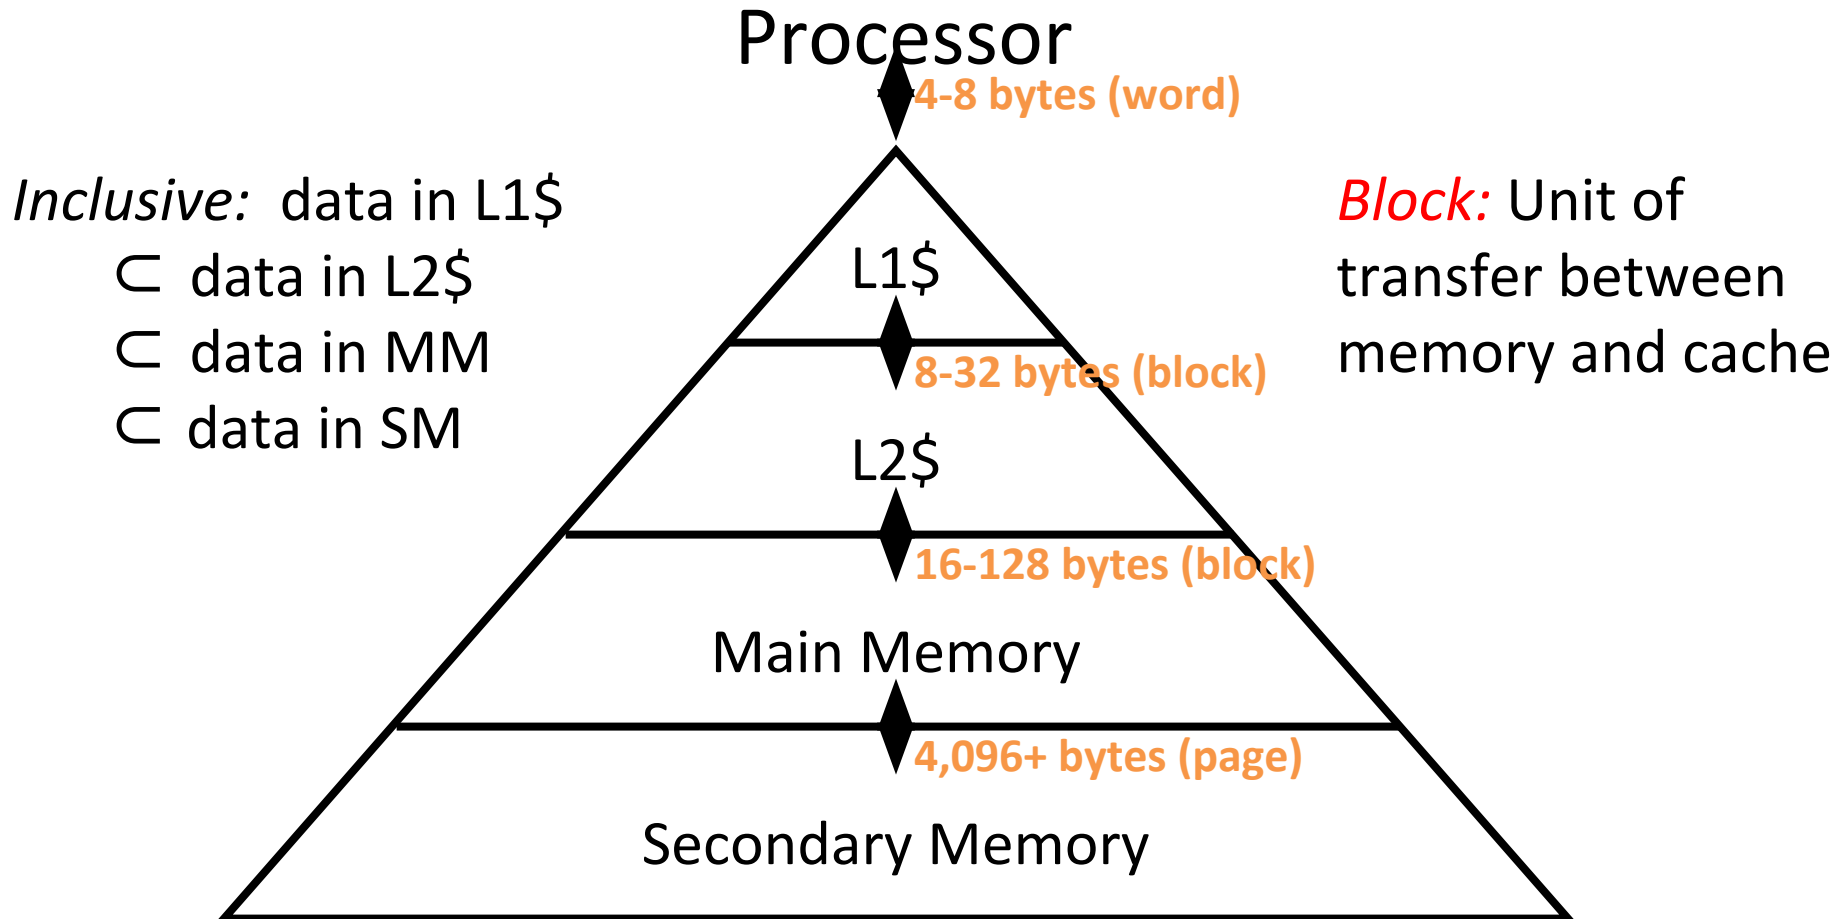 Processor
4-8 bytes (word)
Inclusive: data in L1$
⊂ data in L2$
⊂ data in MM
⊂ data in SM
Block: Unit of
transfer between
memory and cache
L1$
8-32 bytes (block)
L2$
16-128 bytes (block)
Main Memory
4,096+ bytes (page)
Secondary Memory